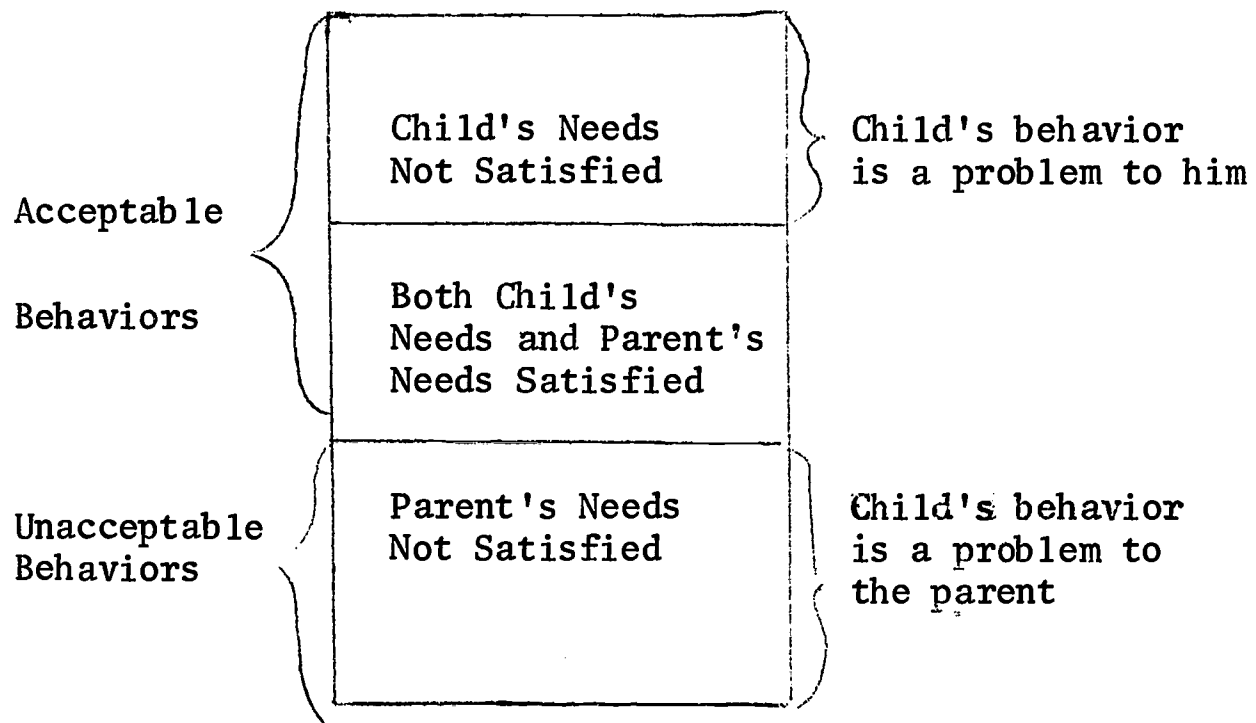 Child's Needs
Not Satisfied
Child's behavior
is a problem to him
Acceptable
Behaviors
Both Child's
Needs and Parent's
Needs Satisfied
Unacceptable
Behaviors
Parent's Needs
Not Satisfied
Child's behavior
is a problem to
the parent